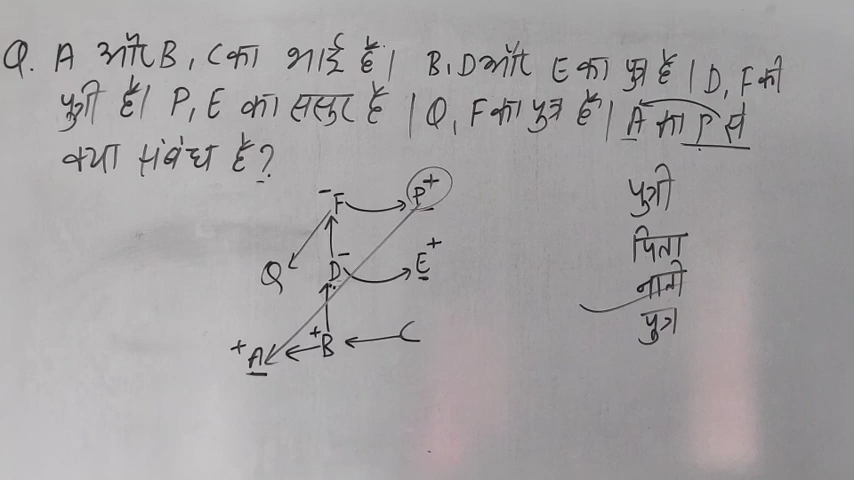 Q. A और B, C का भाई है। B, D और E का पुत्र है। D, F की
पुत्री है। P, E का ससुर है। Q, F का पुत्र है। A का P से
क्या संबंध है?
- F P+
पुत्री
Q D- E+
पिता
नाती
पुत्र
+A +B C